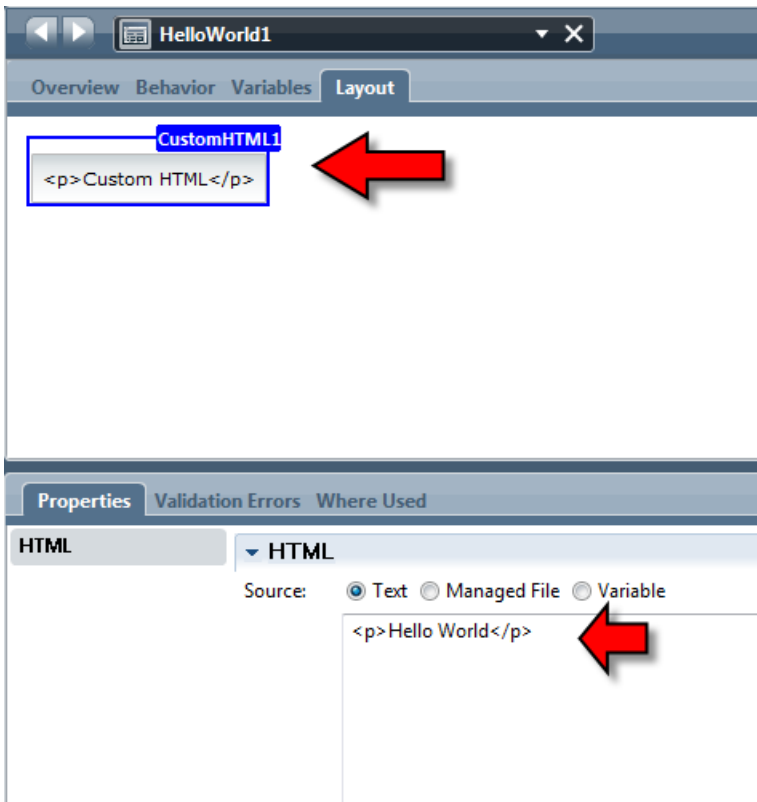 HelloWorld1
Overview Behavior Variables Layout
CustomHTML1
<p>Custom HTML</p>
Properties Validation Errors Where Used
HTML
HTML
Source: Text Managed File Variable
<p>Hello World</p>